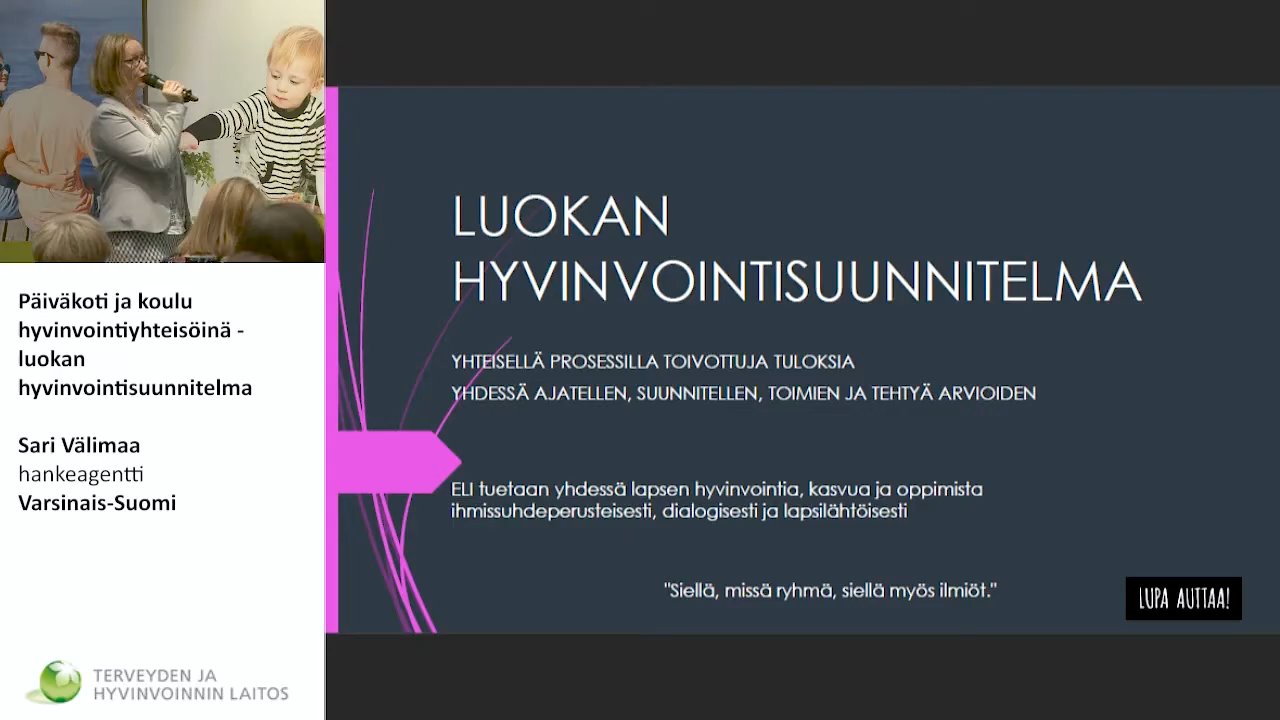 Päiväkoti ja koulu
hyvinvointiyhteisöinä -
luokan
hyvinvointisuunnitelma
Sari Välimaa
hankeagentti
Varsinais-Suomi
TERVEYDEN JA
HYVINVOINNIN LAITOS
LUOKAN
HYVINVOINTISUUNNITELMA
YHTEISELLÄ PROSESSILLA TOIVOTTUJA TULOKSIA
YHDESSÄ AJATELLEN, SUUNNITELLEN, TOIMIEN JA TEHTYÄ ARVIOIDEN
ELI tuetaan yhdessä lapsen hyvinvointia, kasvua ja oppimista
ihmissuhdeperusteisesti, dialogisesti ja lapsilähtöisesti
"Siellä, missä ryhmä, siellä myös ilmiöt."
LUPA AUTTAA!